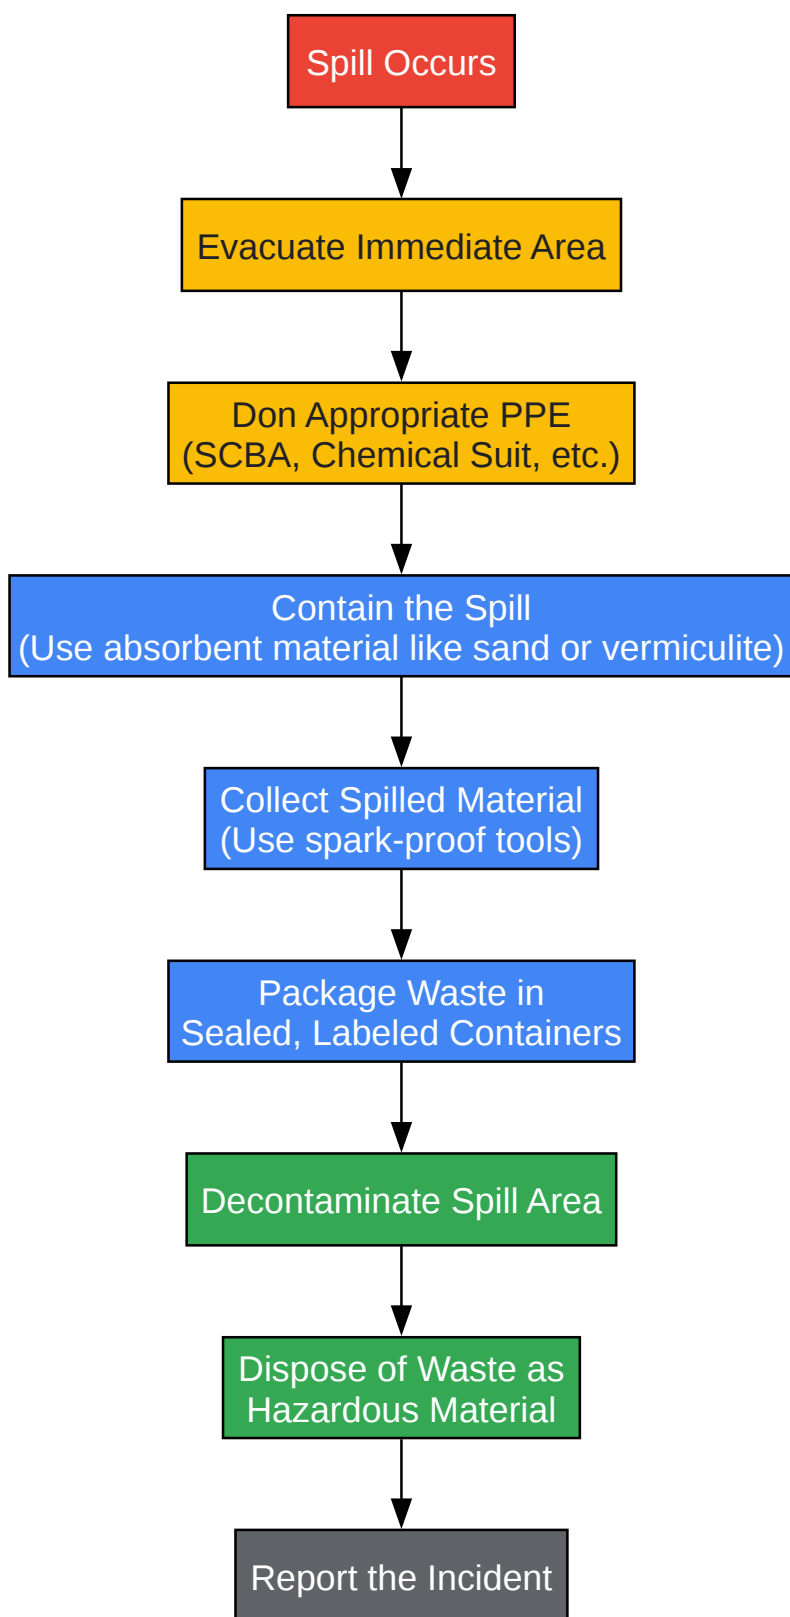 Spill Occurs
Evacuate Immediate Area
Don Appropriate PPE
(SCBA, Chemical Suit, etc.)
Contain the Spill
(Use absorbent material like sand or vermiculite)
Collect Spilled Material
(Use spark-proof tools)
Package Waste in
Sealed, Labeled Containers
Decontaminate Spill Area
Dispose of Waste as
Hazardous Material
Report the Incident